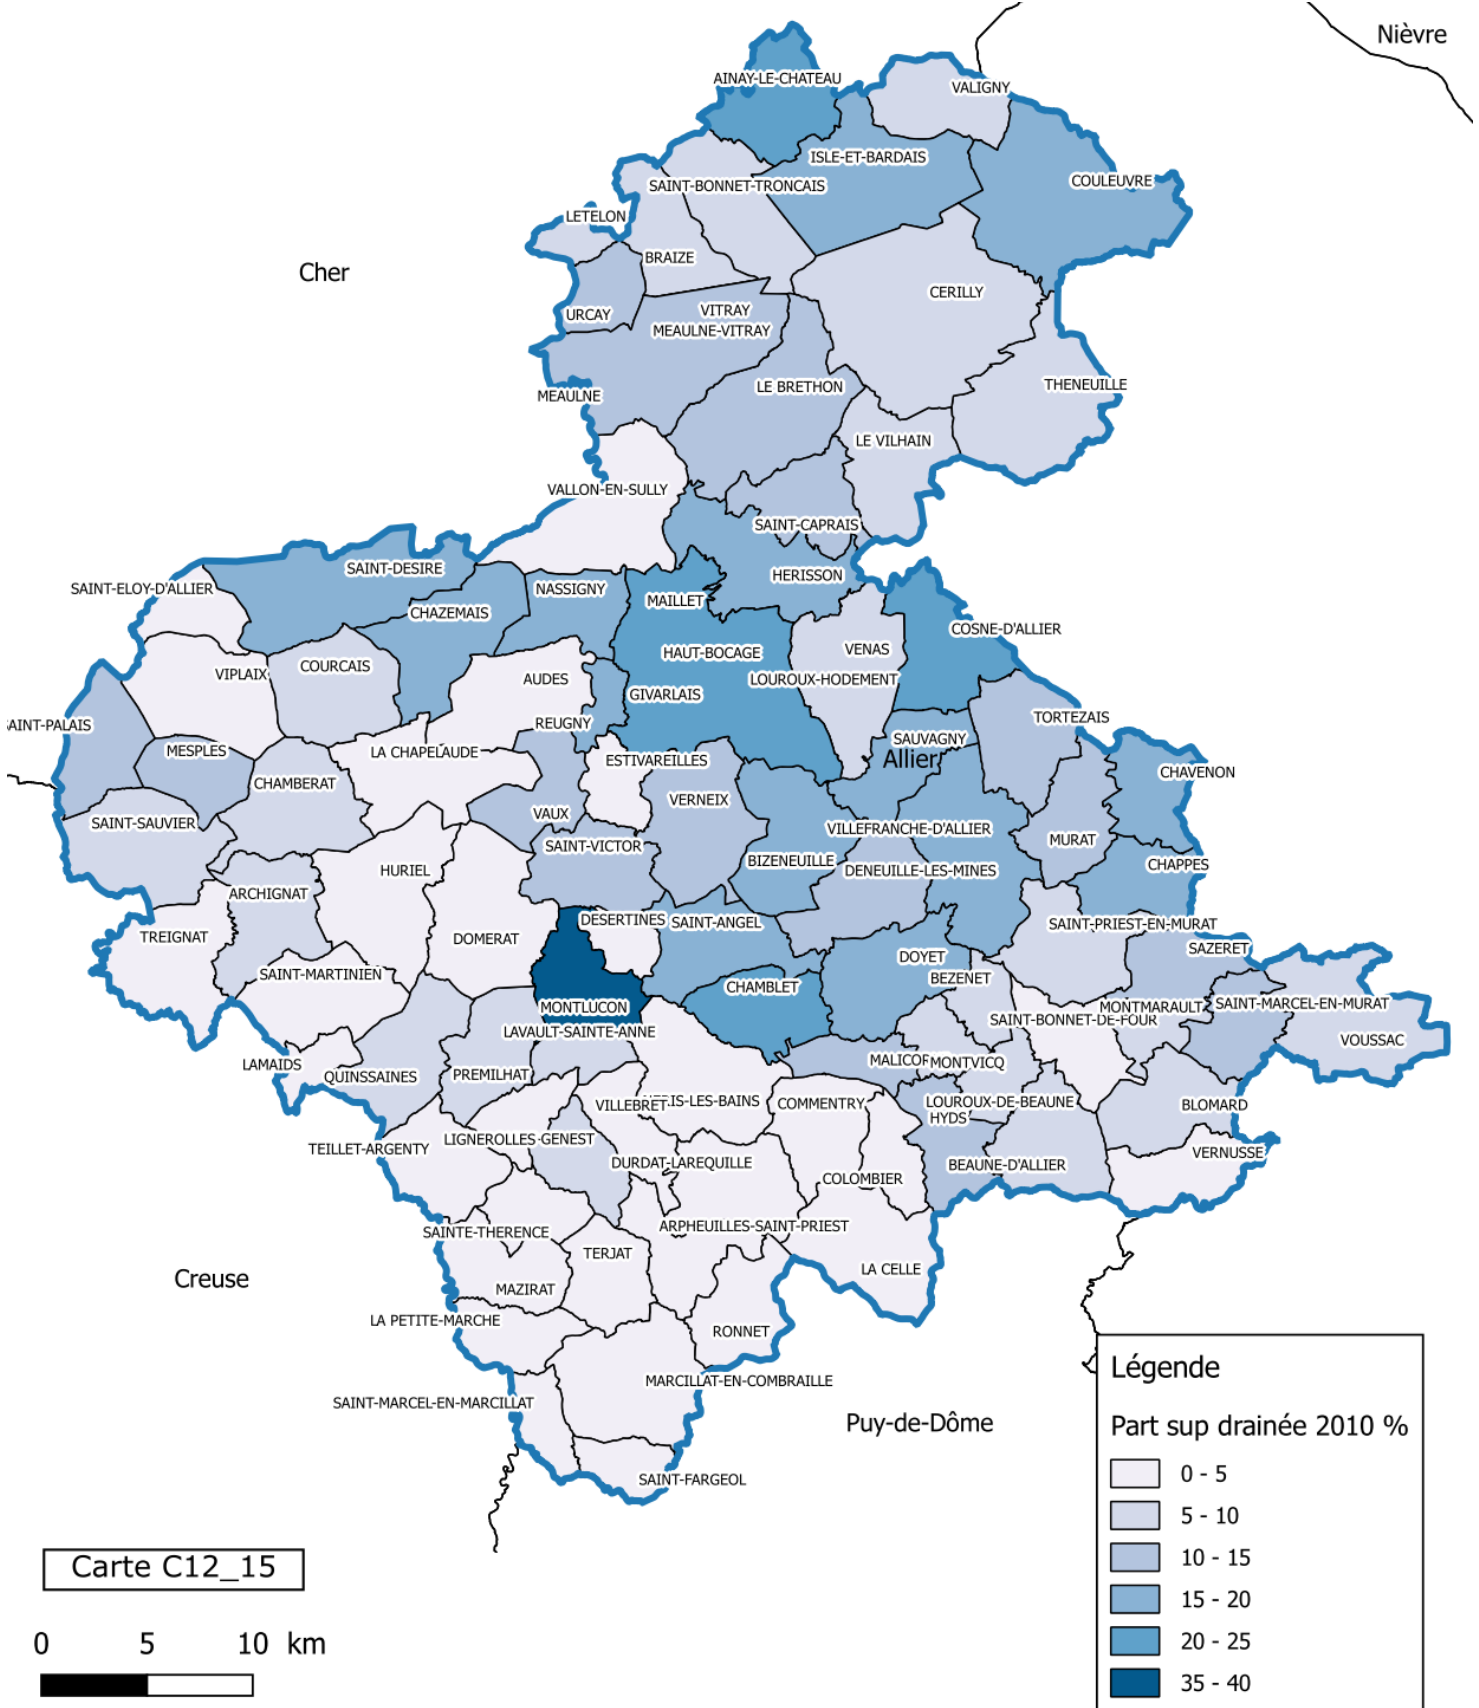 Nièvre
AINAY-LE-CHATEAU
VALIGNY
ISLE-ET-BARDAIS
COULEUVRE
SAINT-BONNET-TRONCAIS
LETELON
BRAIZE
Cher
CERILLY
URCAY
VITRAY
MEAULNE-VITRAY
THENEUILLE
LE BRETHON
MEAULNE
LE VILHAIN
VALLON-EN-SULLY
SAINT-CAPRAIS
SAINT-DESIRE
HERISSON
SAINT-ELOY-D'ALLIER
NASSIGNY
MAILLET
CHAZEMAIS
COSNE-D'ALLIER
VENAS
HAUT-BOCAGE
COURCAIS
VIPLAIX
AUDES
LOUROUX-HODEMENT
GIVARLAIS
TORTEZAIS
REUGNY
AINT-PALAIS
SAUVAGNY
MESPLES
LA CHAPELAUDE
ESTIVAREILLES
Allier
CHAVENON
CHAMBERAT
VERNEIX
VAUX
SAINT-SAUVIER
VILLEFRANCHE-D'ALLIER
MURAT
SAINT-VICTOR
BIZENEUILLE
CHAPPES
HURIEL
DENEUILLE-LES-MINES
ARCHIGNAT
DESERTINES
SAINT-ANGEL
SAINT-PRIEST-EN-MURAT
TREIGNAT
DOMERAT
SAZERET
DOYET
SAINT-MARTINIEN
BEZENET
CHAMBLET
MONTLUCON
MONTMARAULT
SAINT-MARCEL-EN-MURAT
SAINT-BONNET-DE-FOUR
LAVAULT-SAINTE-ANNE
VOUSSAC
LAMAIDS
MALICOR
MONTVICQ
QUINSSAINES
PREMILHAT
VILLEBRET
RIS-LES-BAINS
COMMENTRY
LOUROUX-DE-BEAUNE
BLOMARD
HYDS
LIGNEROLLES
GENEST
TEILLET-ARGENTY
VERNUSSE
DURDAT-LAREQUILLE
BEAUNE-D'ALLIER
COLOMBIER
ARPHEUILLES-SAINT-PRIEST
SAINTE-THERENCE
TERJAT
LA CELLE
Creuse
MAZIRAT
LA PETITE-MARCHE
RONNET
MARCILLAT-EN-COMBRAILLE
SAINT-MARCEL-EN-MARCILLAT
Puy-de-Dôme
SAINT-FARGEOL
Légende
Part sup drainée 2010 %
0 - 5
5 - 10
10 - 15
15 - 20
20 - 25
35 - 40
Carte C12_15
0 5 10 km